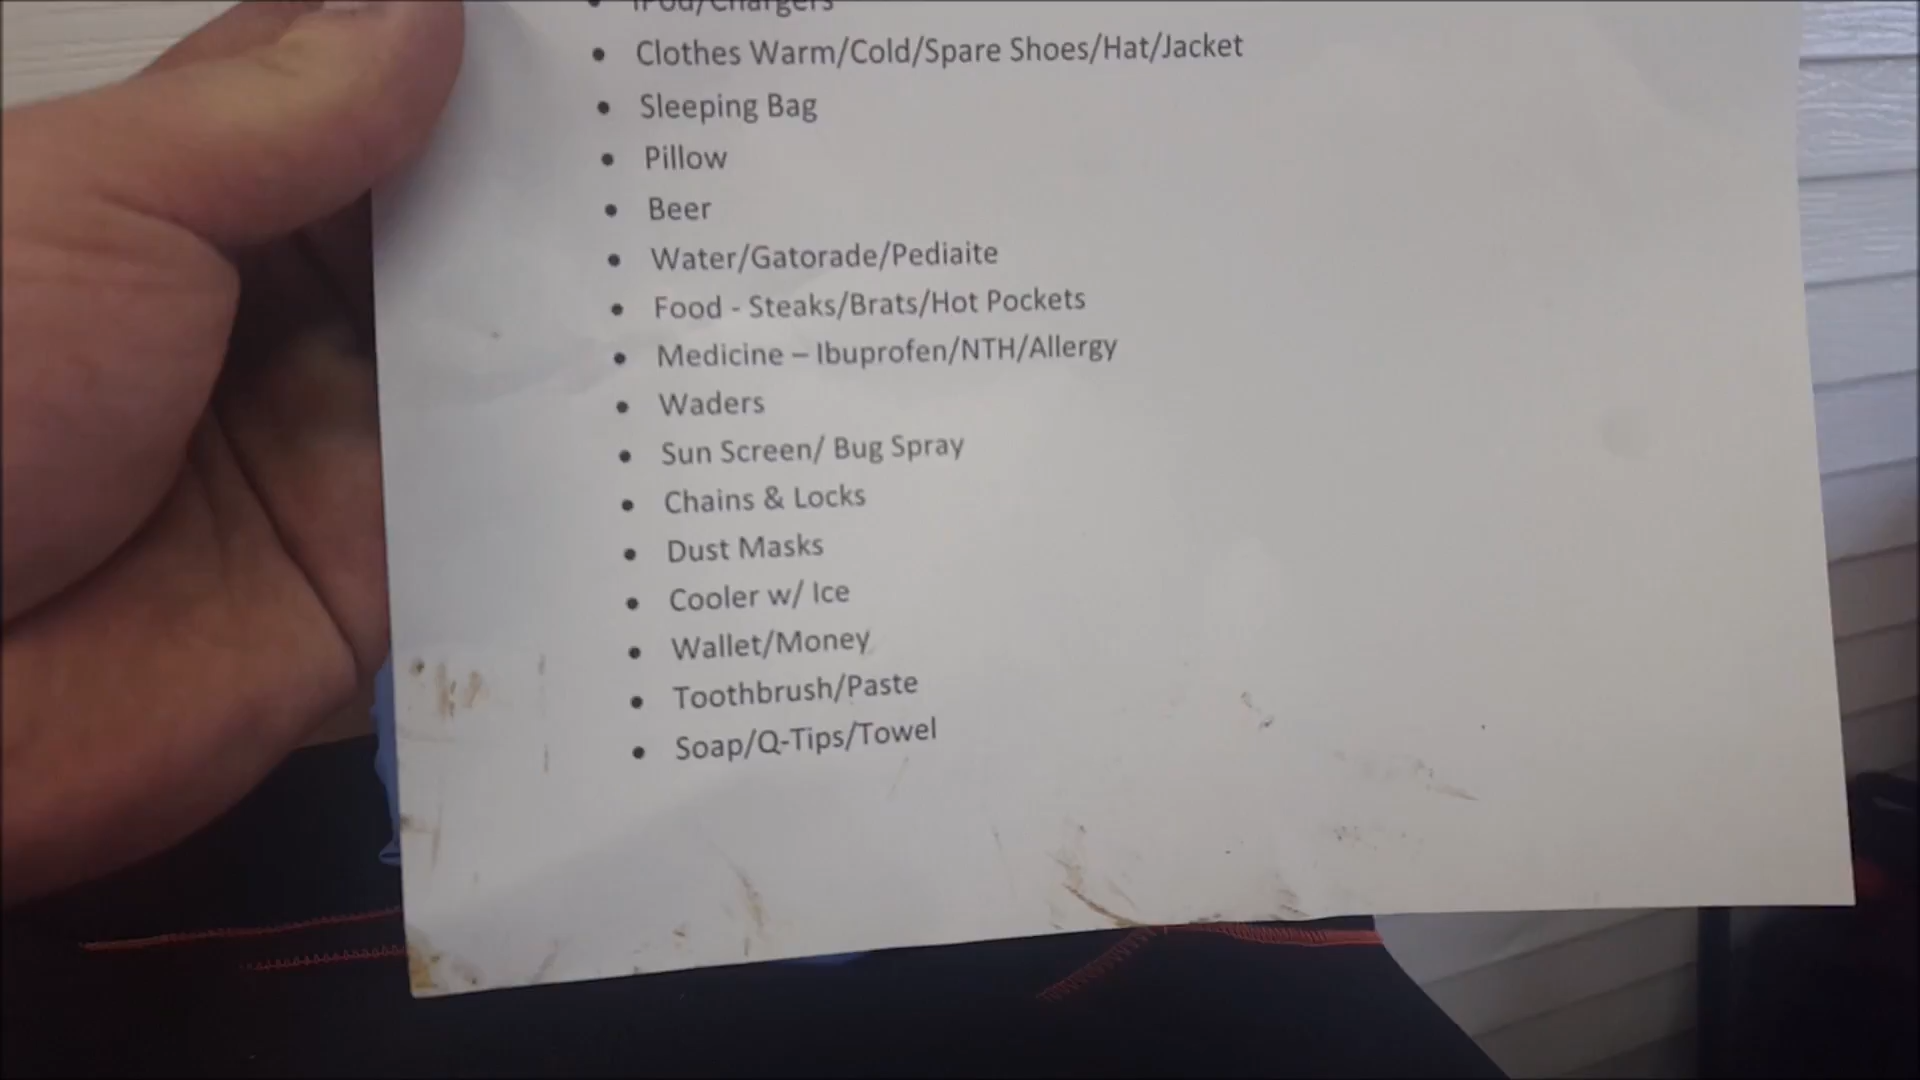 iPod/Chargers
• Clothes Warm/Cold/Spare Shoes/Hat/Jacket
• Sleeping Bag
• Pillow
• Beer
• Water/Gatorade/Pediaite
• Food - Steaks/Brats/Hot Pockets
• Medicine – Ibuprofen/NTH/Allergy
• Waders
• Sun Screen/ Bug Spray
• Chains & Locks
• Dust Masks
• Cooler w/ Ice
• Wallet/Money
• Toothbrush/Paste
• Soap/Q-Tips/Towel